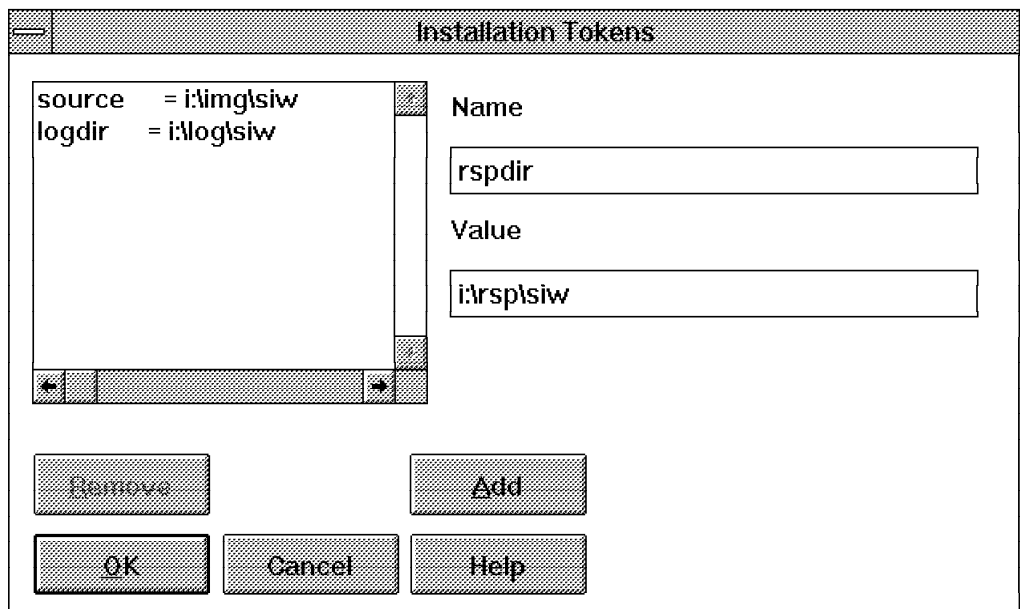 Installation Tokens
source = i:\img\siw
logdir = i:\log\siw
Name
rspdir
Value
i:\rsp\siw
Remove
Add
OK
Cancel
Help